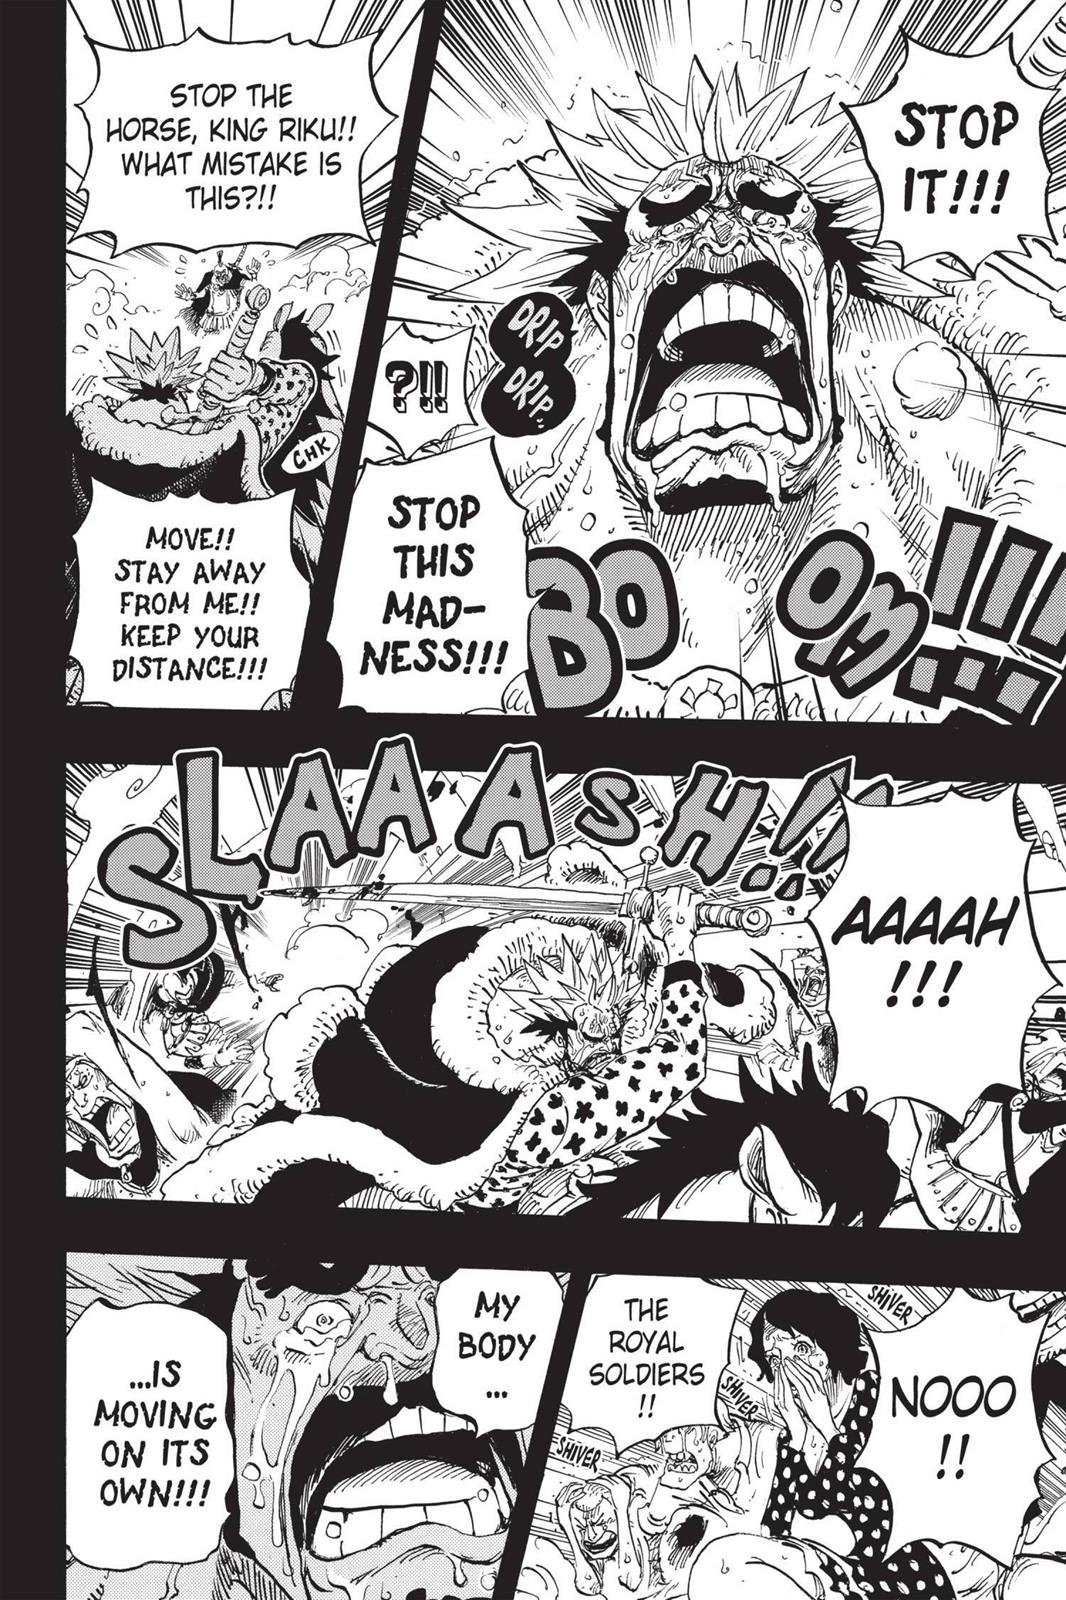 STOP
IT!!!
DRIP
DRIP...
BOOM!!!
?!!
STOP
THIS
MAD-
NESS!!!
STOP THE
HORSE, KING RIKU!!
WHAT MISTAKE IS
THIS?!!
CHK
MOVE!!
STAY AWAY
FROM ME!!
KEEP YOUR
DISTANCE!!!
SLAAASH!!
AAAAH
!!!
NOOO
!!
SHIVER
SHIVER
SHIVER
THE
ROYAL
SOLDIERS
!!
MY
BODY
...
...IS
MOVING
ON ITS
OWN!!!